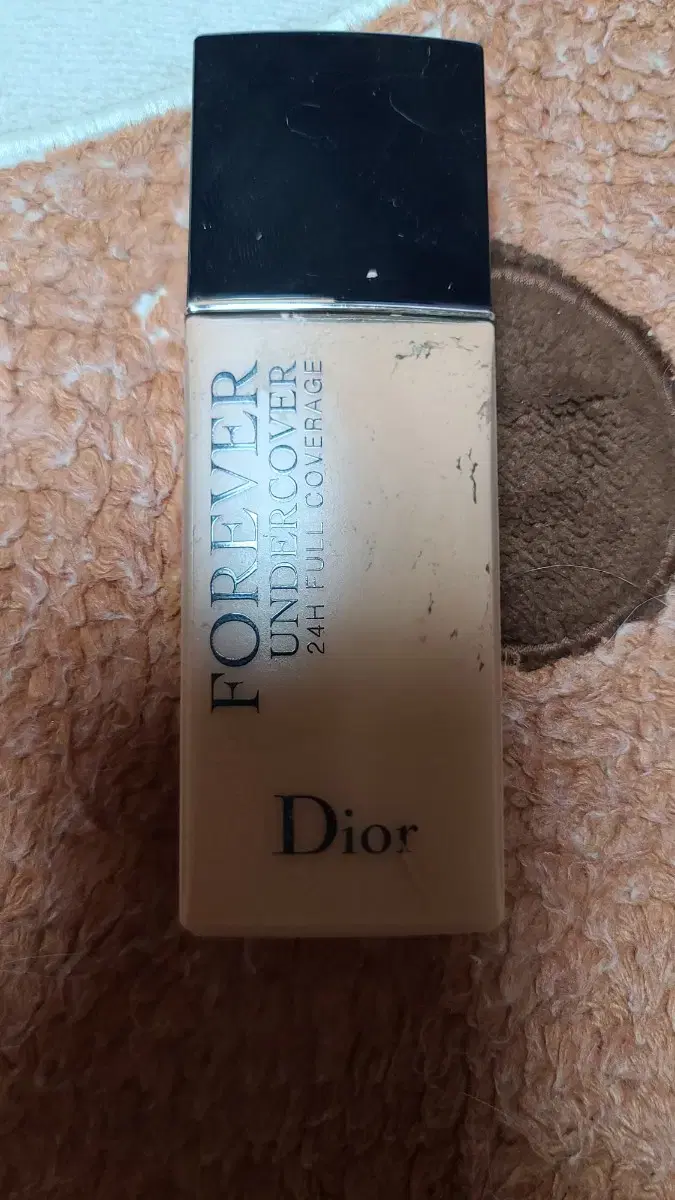 FOREVER
UNDERCOVER
24H FULL COVERAGE
Dior